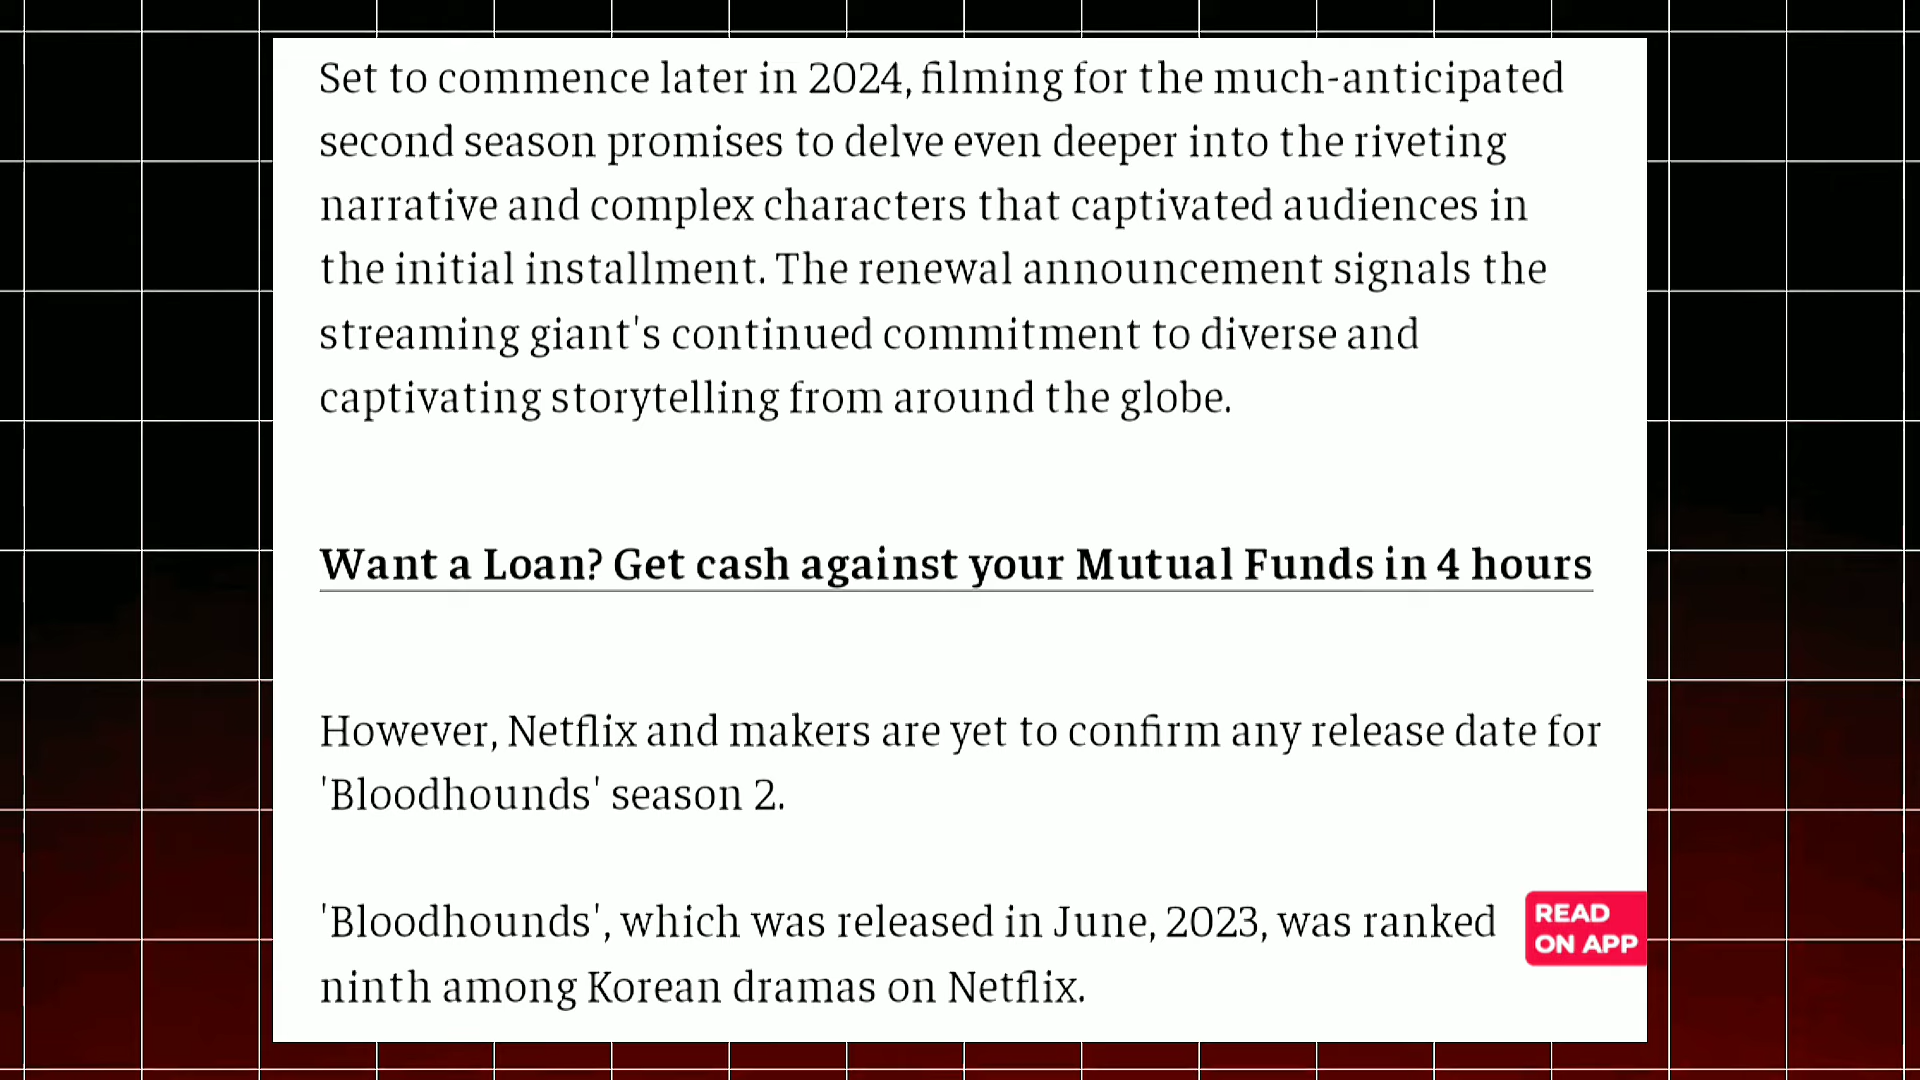 Set to commence later in 2024, filming for the much-anticipated
second season promises to delve even deeper into the riveting
narrative and complex characters that captivated audiences in
the initial installment. The renewal announcement signals the
streaming giant's continued commitment to diverse and
captivating storytelling from around the globe.
Want a Loan? Get cash against your Mutual Funds in 4 hours
However, Netflix and makers are yet to confirm any release date for
'Bloodhounds' season 2.
'Bloodhounds', which was released in June, 2023, was ranked
ninth among Korean dramas on Netflix.
READ
ON APP